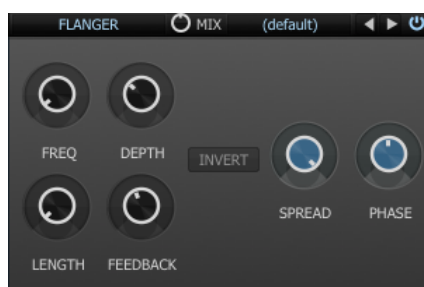 FLANGER MIX (default)
FREQ DEPTH
INVERT
SPREAD PHASE
LENGTH FEEDBACK